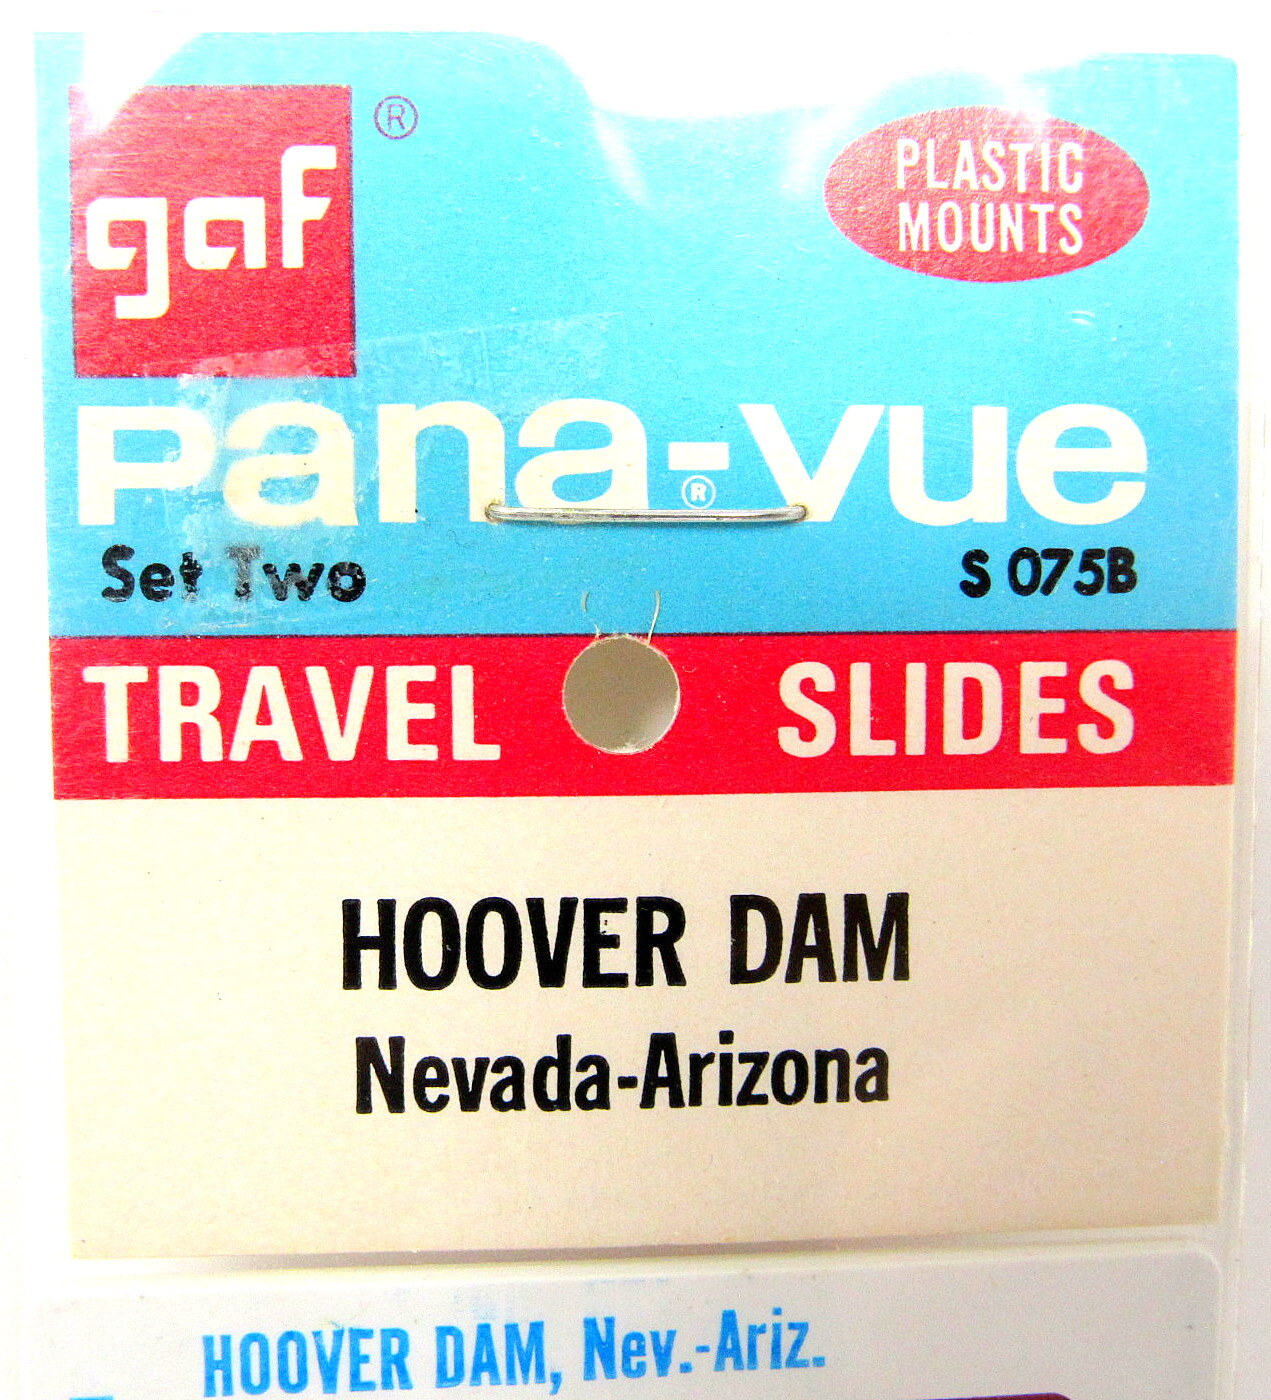 gaf ®
PLASTIC
MOUNTS
Pana-vue ®
Set Two S 075B
TRAVEL SLIDES
HOOVER DAM
Nevada-Arizona
HOOVER DAM, Nev.-Ariz.